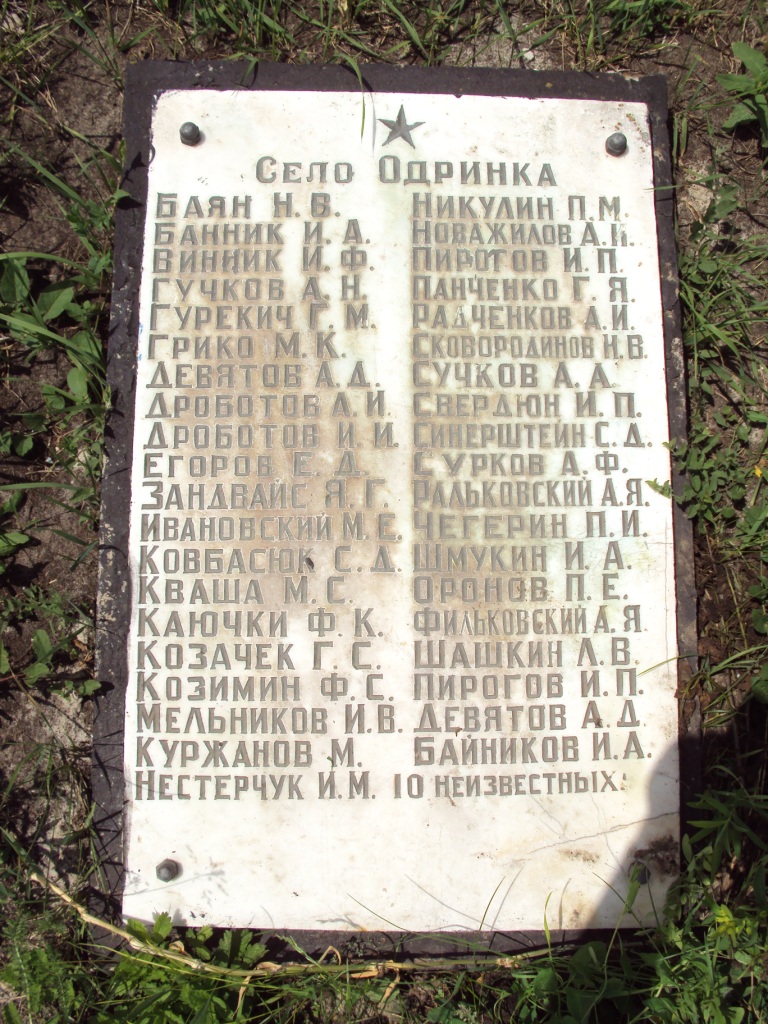 Село Одринка
Баян Н. В.
Банник И. А.
Винник И. Ф.
Гучков А. Н.
Гурекич Г. М.
Грико М. К.
Девятов А. Д.
Дроботов А. И.
Дроботов И. И.
Егоров Е. Д.
Зандвайс Я. Г.
Ивановский М. С.
Ковбасюк С. Д.
Кваша М. С.
Каючки Ф. К.
Козачек Г. С.
Козимин Ф. С.
Мельников И. В.
Куржанов М.
Нестерчук И. М.
Никулин П. М.
Новажилов А. И.
Пиротов И. П.
Панченко Г. Я.
Радченков А. И.
Сковородинов Н. В.
Сучков А. А.
Свердюн И. П.
Синерштейн С. Д.
Сурков А. Ф.
Ральковский А. Я.
Чегерин П. И.
Шмукин И. А.
Оронов П. Е.
Фильковский А. Я.
Шашкин Л. В.
Пирогов И. П.
Девятов А. Д.
Байников И. А.
10 неизвестных.